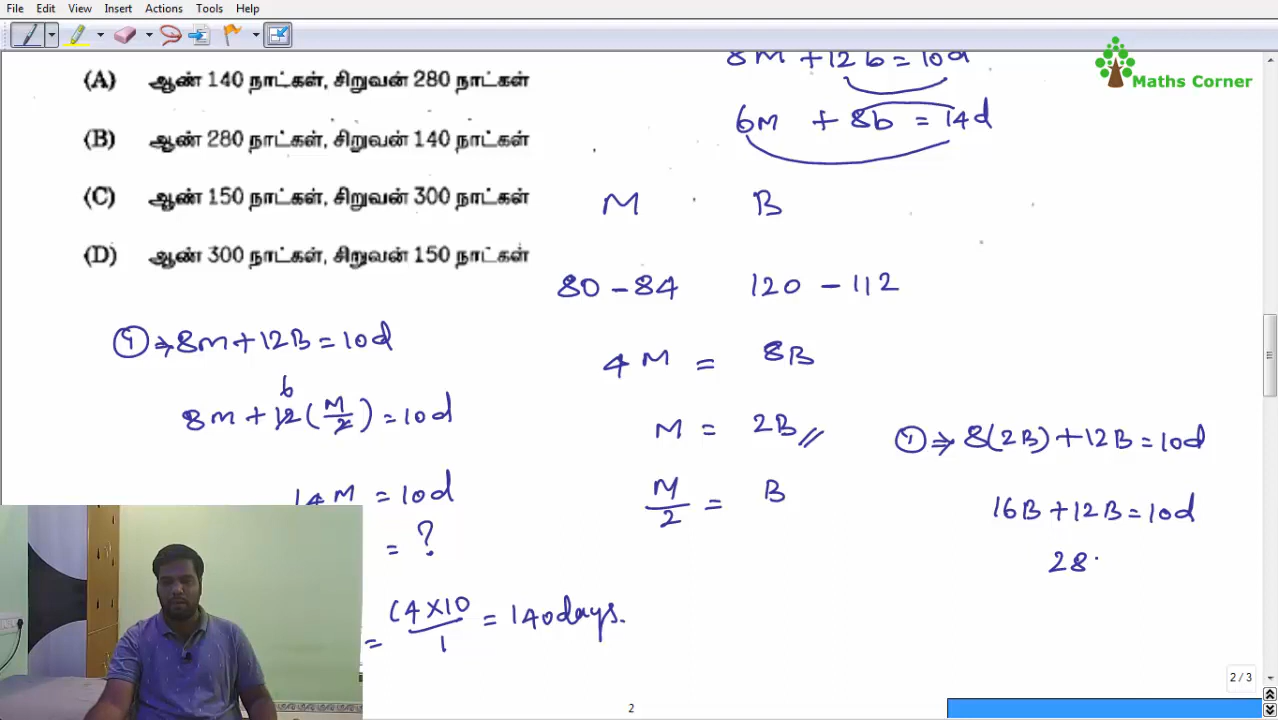 File Edit View Insert Actions Tools Help
Maths Corner
(A) ஆண் 140 நாட்கள், சிறுவன் 280 நாட்கள்
(B) ஆண் 280 நாட்கள், சிறுவன் 140 நாட்கள்
(C) ஆண் 150 நாட்கள், சிறுவன் 300 நாட்கள்
(D) ஆண் 300 நாட்கள், சிறுவன் 150 நாட்கள்
8M + 12b = 10d
6M + 8b = 14d
M B
80 - 84 120 - 112
4M = 8B
M = 2B//
M/2 = B
① ⇒ 8M + 12B = 10d
6
8M + 12(M/2) = 10d
14M = 10d
= ?
= 14×10/1 = 140days.
① ⇒ 8(2B) + 12B = 10d
16B + 12B = 10d
28
2/3
2